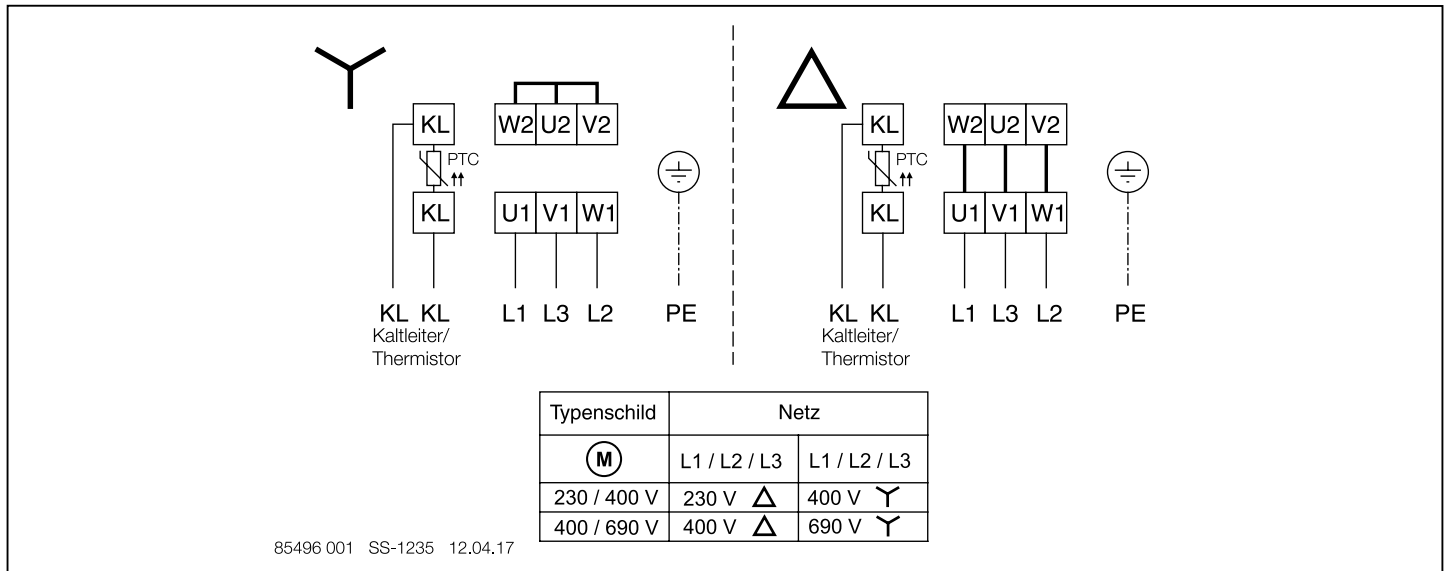 KL W2 U2 V2
PTC
KL U1 V1 W1
KL KL L1 L3 L2 PE
Kaltleiter/
Thermistor
KL W2 U2 V2
PTC
KL U1 V1 W1
KL KL L1 L3 L2 PE
Kaltleiter/
Thermistor
Typenschild Netz
M L1 / L2 / L3 L1 / L2 / L3
230 / 400 V 230 V 400 V
400 / 690 V 400 V 690 V
85496 001 SS-1235 12.04.17